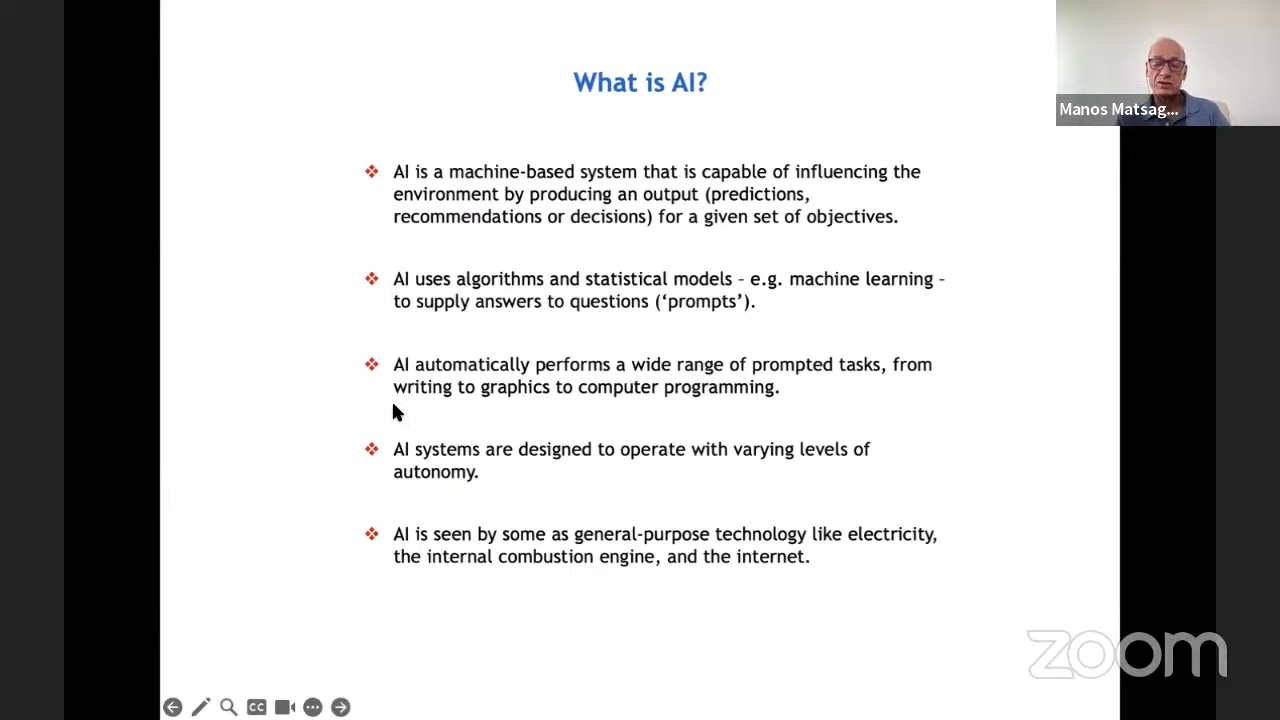 What is AI?
Manos Matsag...
AI is a machine-based system that is capable of influencing the
environment by producing an output (predictions,
recommendations or decisions) for a given set of objectives.
AI uses algorithms and statistical models – e.g. machine learning –
to supply answers to questions (‘prompts’).
AI automatically performs a wide range of prompted tasks, from
writing to graphics to computer programming.
AI systems are designed to operate with varying levels of
autonomy.
AI is seen by some as general-purpose technology like electricity,
the internal combustion engine, and the internet.
zoom
CC